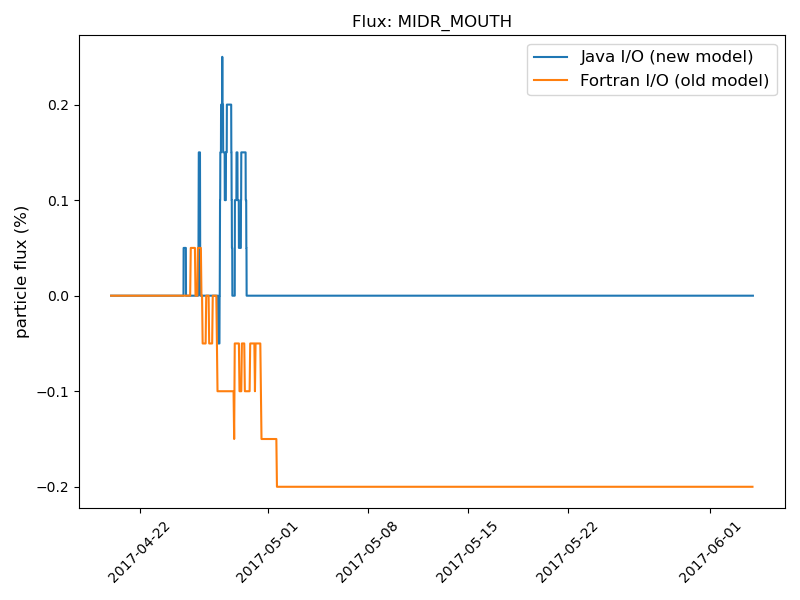 Flux: MIDR_MOUTH
Java I/O (new model)
Fortran I/O (old model)
particle flux (%)
0.2
0.1
0.0
−0.1
−0.2
2017-04-22
2017-05-01
2017-05-08
2017-05-15
2017-05-22
2017-06-01